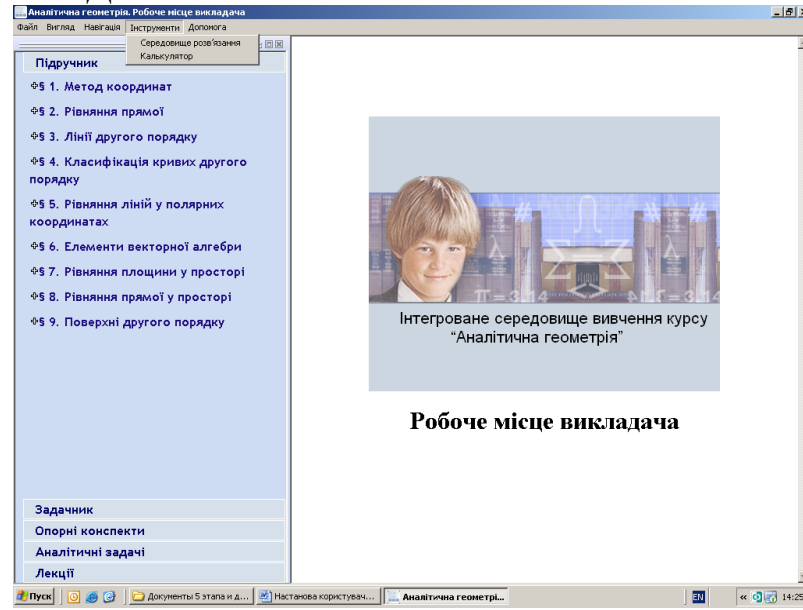 Аналітична геометрія. Робоче місце викладача
Файл Вигляд Навігація Інструменти Допомога
Середовище розв'язання
Калькулятор
Підручник
§ 1. Метод координат
§ 2. Рівняння прямої
§ 3. Лінії другого порядку
§ 4. Класифікація кривих другого
порядку
§ 5. Рівняння ліній у полярних
координатах
§ 6. Елементи векторної алгебри
§ 7. Рівняння площини у просторі
§ 8. Рівняння прямої у просторі
§ 9. Поверхні другого порядку
Задачник
Опорні конспекти
Аналітичні задачі
Лекції
π=3,14
Інтегроване середовище вивчення курсу
“Аналітична геометрія”
Робоче місце викладача
Пуск
Документы 5 этапа и д...
Настанова користувач...
Аналітична геометрі...
EN
« 14:25